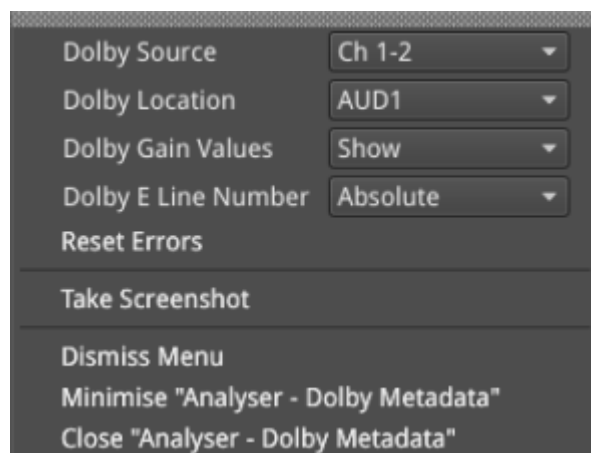 Dolby Source Ch 1-2
Dolby Location AUD1
Dolby Gain Values Show
Dolby E Line Number Absolute
Reset Errors
Take Screenshot
Dismiss Menu
Minimise "Analyser - Dolby Metadata"
Close "Analyser - Dolby Metadata"